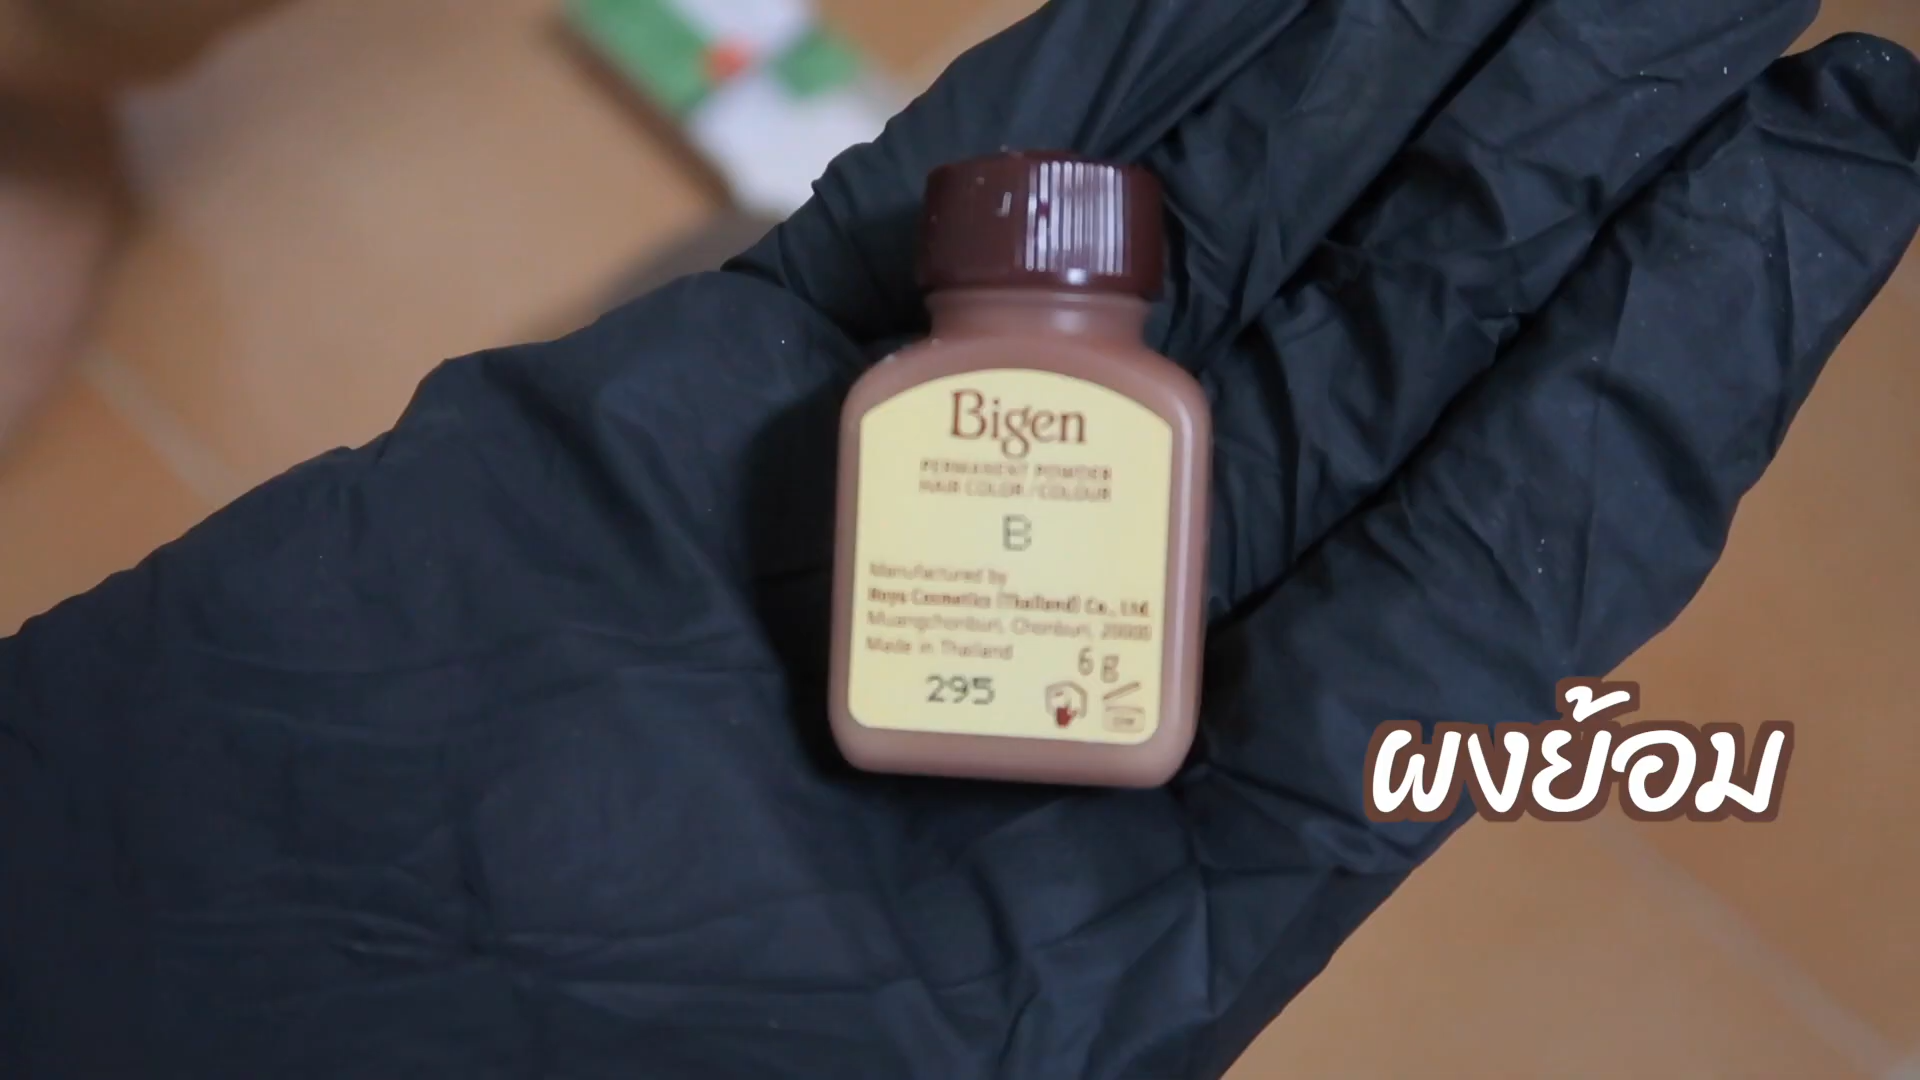 Bigen
PERMANENT POWDER
HAIR COLOR / COLOUR
B
Manufactured by
Hoyu Cosmetics (Thailand) Co., Ltd.
Muangchonburi, Chonburi, 20000
Made in Thailand
6 g
295
ผงย้อม